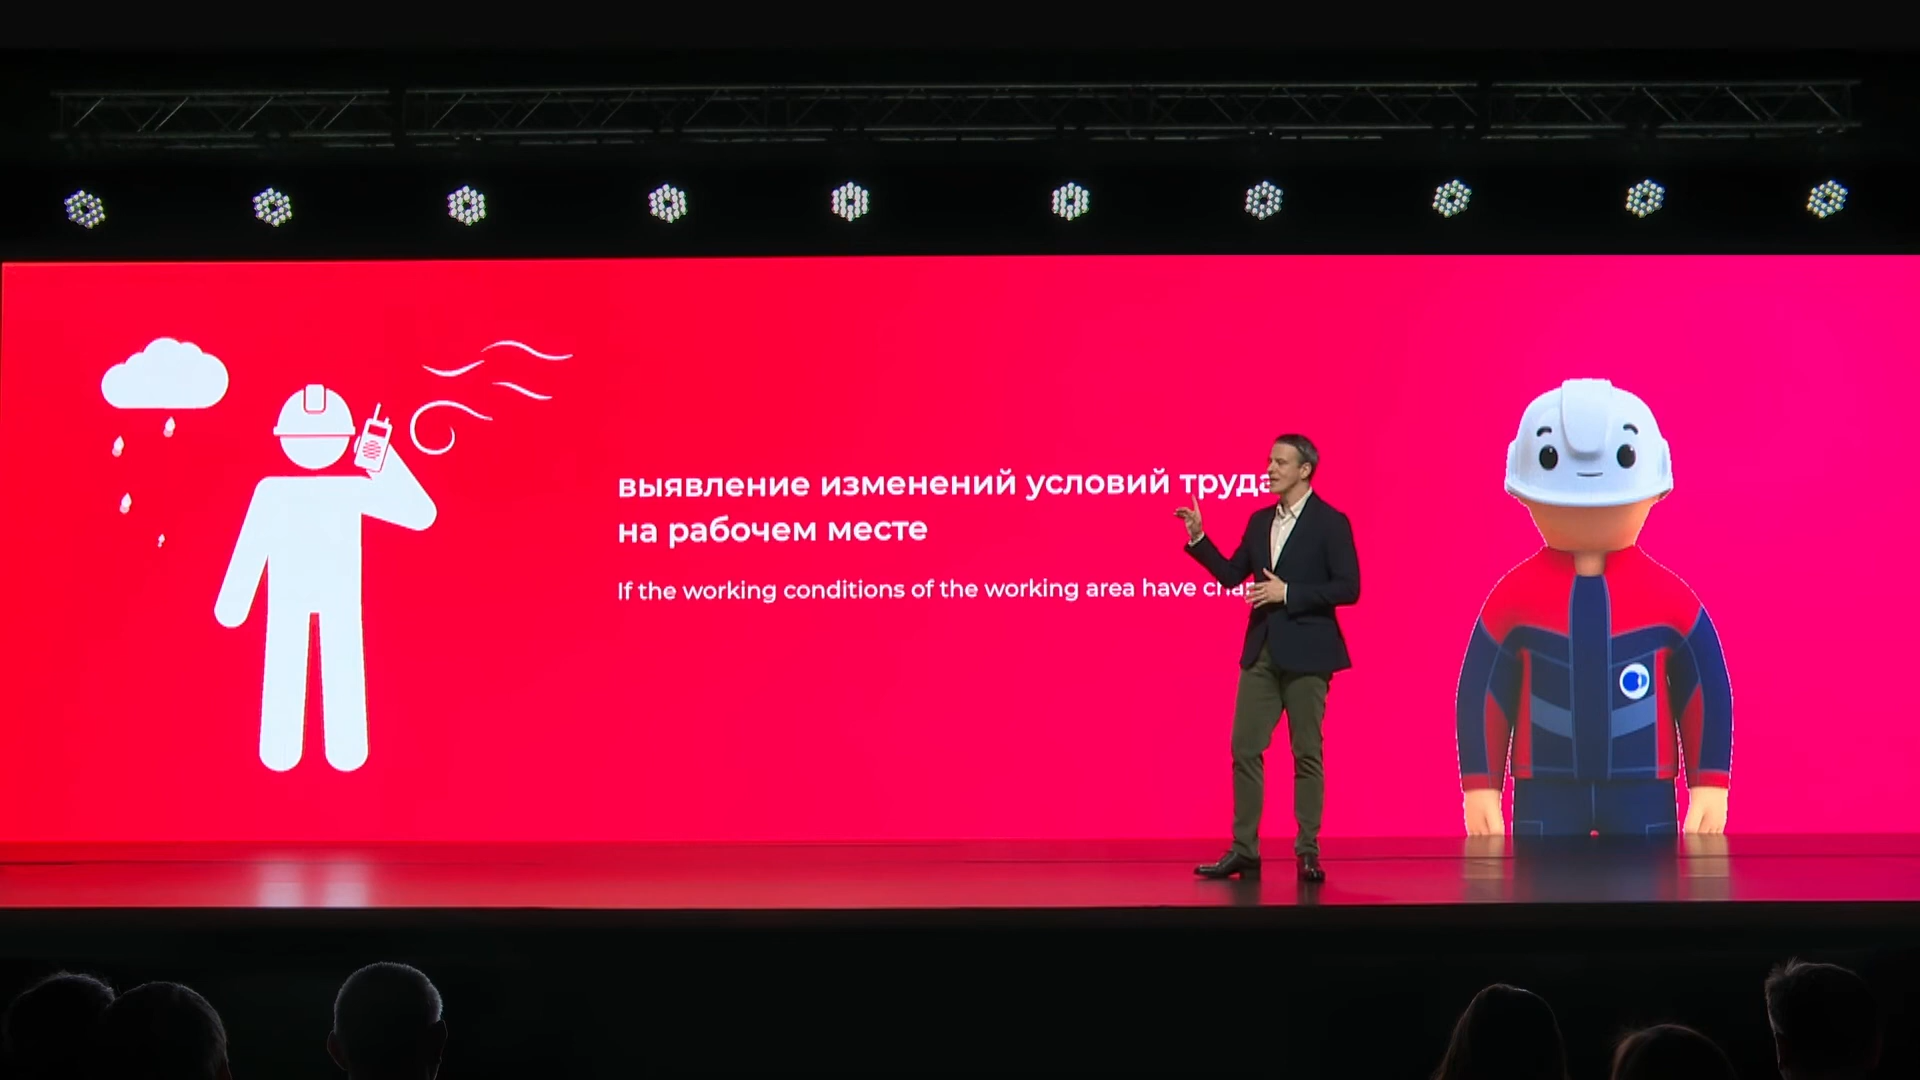 выявление изменений условий труда
на рабочем месте
If the working conditions of the working area have